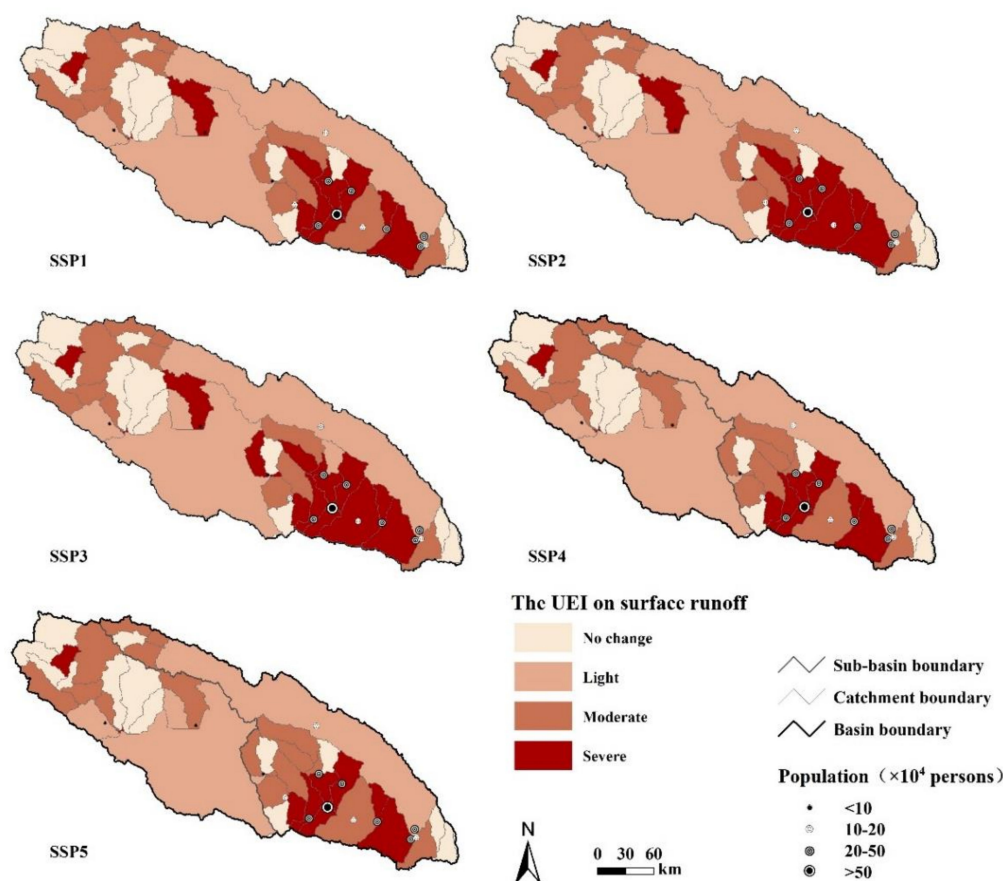 SSP1
SSP2
SSP3
SSP4
SSP5
The UEI on surface runoff
No change
Light
Moderate
Severe
Sub-basin boundary
Catchment boundary
Basin boundary
Population （×10⁴ persons）
<10
10-20
20-50
>50
N
0 30 60
km